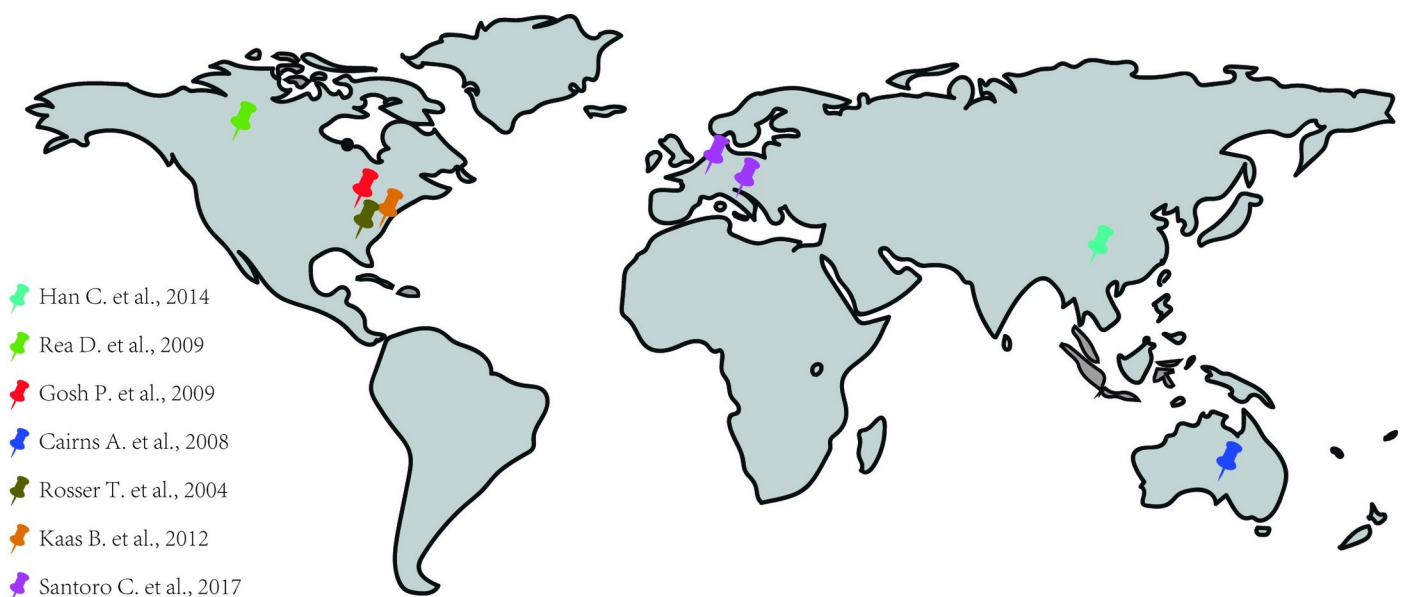 Han C. et al., 2014
Rea D. et al., 2009
Gosh P. et al., 2009
Cairns A. et al., 2008
Rosser T. et al., 2004
Kaas B. et al., 2012
Santoro C. et al., 2017